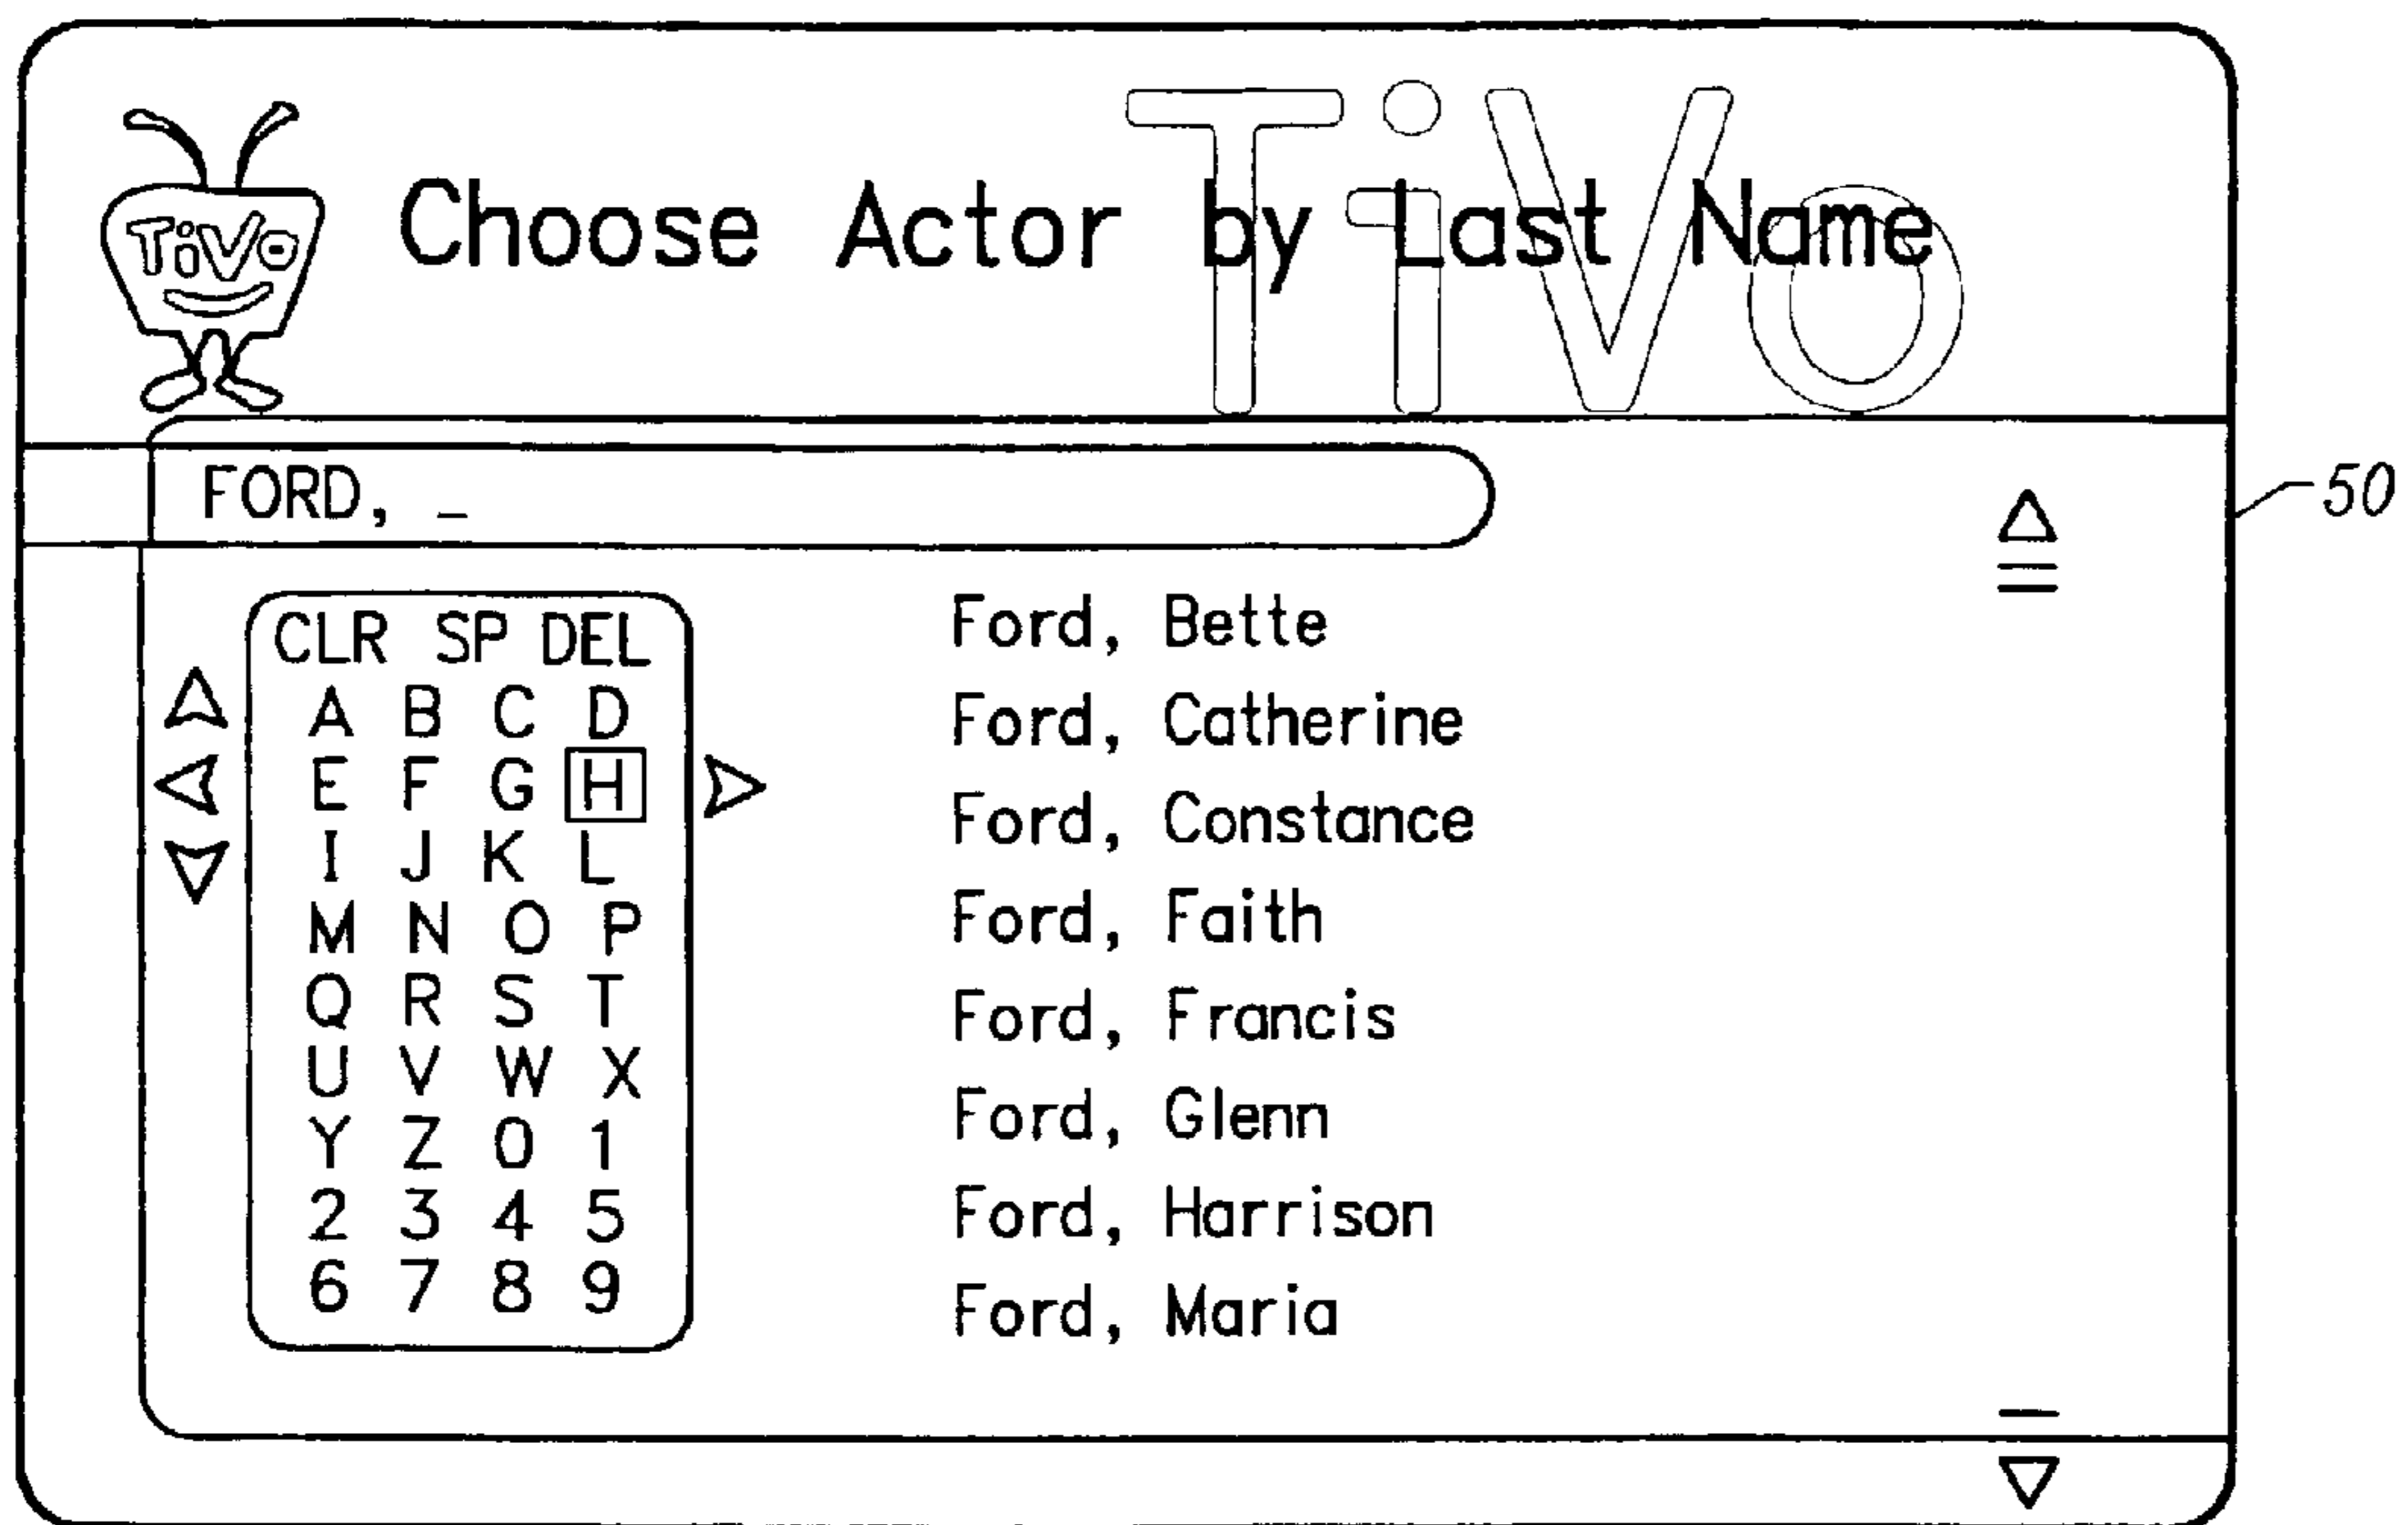 TiVo
TiVo Choose Actor by Last Name
FORD, _
50
CLR SP DEL
A B C D
E F G H
I J K L
M N O P
Q R S T
U V W X
Y Z 0 1
2 3 4 5
6 7 8 9
Ford, Bette
Ford, Catherine
Ford, Constance
Ford, Faith
Ford, Francis
Ford, Glenn
Ford, Harrison
Ford, Maria